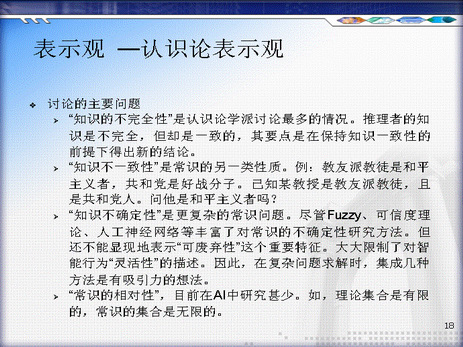 表示观 —认识论表示观
讨论的主要问题
“知识的不完全性”是认识论学派讨论最多的情况。推理者的知
识是不完全，但却是一致的，其要点是在保持知识一致性的
前提下得出新的结论。
“知识不一致性”是常识的另一类性质。例：教友派教徒是和平
主义者，共和党是好战分子。已知某教授是教友派教徒，且
是共和党人。问他是和平主义者吗？
“知识不确定性”是更复杂的常识问题。尽管Fuzzy、可信度理
论、人工神经网络等丰富了对常识的不确定性研究方法。但
还不能显现地表示“可废弃性”这个重要特征。大大限制了对智
能行为“灵活性”的描述。因此，在复杂问题求解时，集成几种
方法是有吸引力的想法。
“常识的相对性”，目前在AI中研究甚少。如，理论集合是有限
的，常识的集合是无限的。
18